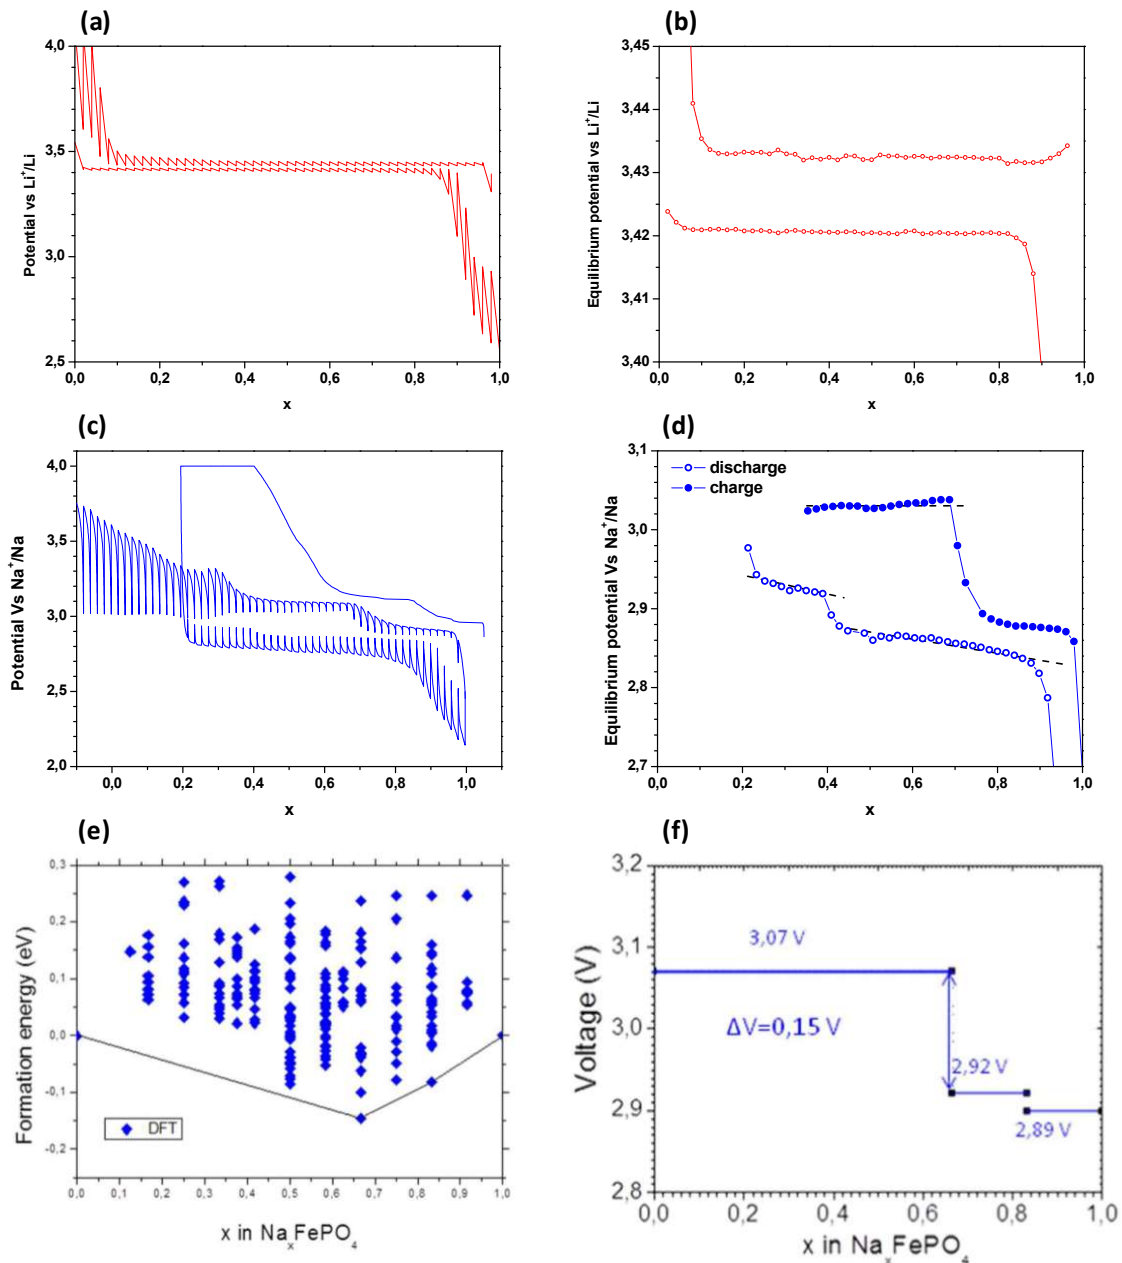 (a)
4,0
3,5
3,0
2,5
0,0 0,2 0,4 0,6 0,8 1,0
Potential vs Li⁺/Li
x
(b)
3,45
3,44
3,43
3,42
3,41
3,40
0,0 0,2 0,4 0,6 0,8 1,0
Equilibrium potential vs Li⁺/Li
x
(c)
4,0
3,5
3,0
2,5
2,0
0,0 0,2 0,4 0,6 0,8 1,0
Potential Vs Na⁺/Na
x
(d)
3,1
3,0
2,9
2,8
2,7
0,0 0,2 0,4 0,6 0,8 1,0
Equilibrium potential Vs Na⁺/Na
x
discharge
charge
(e)
0,3
0,2
0,1
0,0
-0,1
-0,2
0,0 0,1 0,2 0,3 0,4 0,5 0,6 0,7 0,8 0,9 1,0
Formation energy (eV)
DFT
x in NaₓFePO₄
(f)
3,2
3,1
3,0
2,9
2,8
0,0 0,2 0,4 0,6 0,8 1,0
Voltage (V)
3,07 V
ΔV=0,15 V
2,92 V
2,89 V
x in NaₓFePO₄